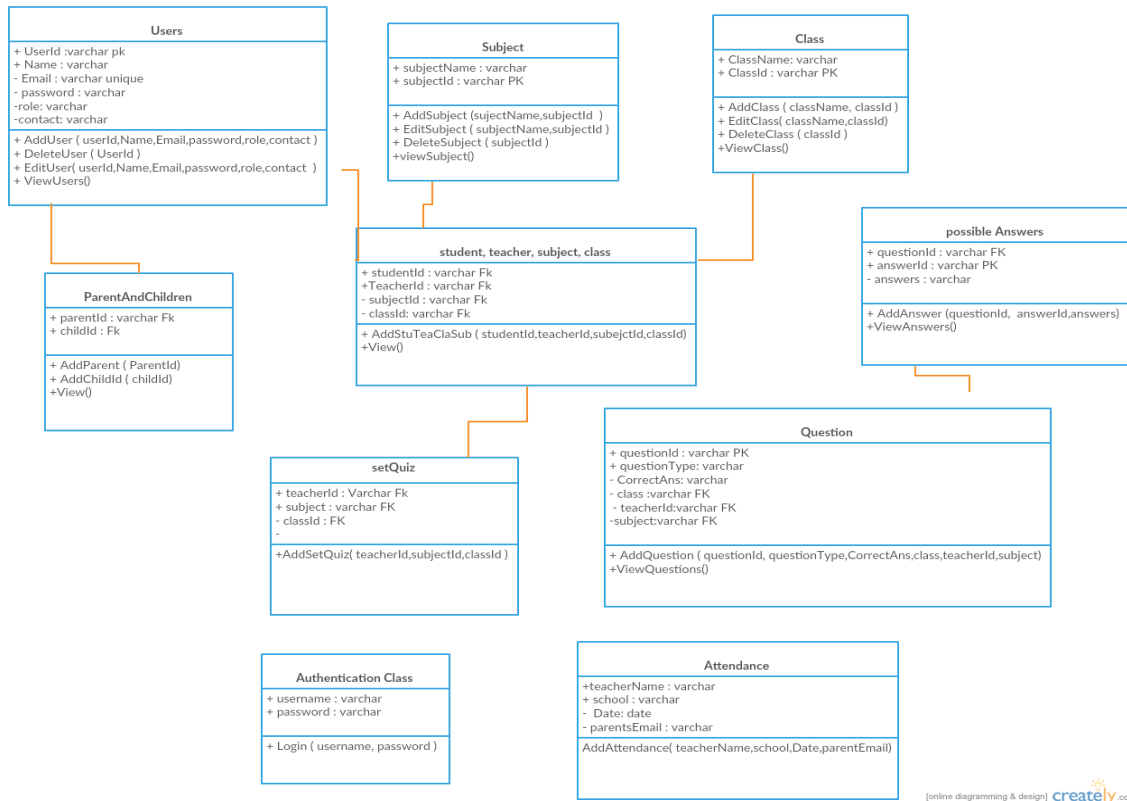 Users
+ UserId :varchar pk
+ Name : varchar
- Email : varchar unique
- password : varchar
-role: varchar
-contact: varchar
+ AddUser ( userId,Name,Email,password,role,contact )
+ DeleteUser ( UserId )
+ EditUser( userId,Name,Email,password,role,contact )
+ ViewUsers()
Subject
+ subjectName : varchar
+ subjectId : varchar PK
+ AddSubject (sujectName,subjectId )
+ EditSubject ( subjectName,subjectId )
+ DeleteSubject ( subjectId )
+viewSubject()
Class
+ ClassName: varchar
+ ClassId : varchar PK
+ AddClass ( className, classId )
+ EditClass( className,classId)
+ DeleteClass ( classId )
+ViewClass()
ParentAndChildren
+ parentId : varchar Fk
+ childId : Fk
+ AddParent ( ParentId)
+ AddChildId ( childId)
+View()
student, teacher, subject, class
+ studentId : varchar Fk
+TeacherId : varchar Fk
- subjectId : varchar Fk
- classId: varchar Fk
+ AddStuTeaClaSub ( studentId,teacherId,subejctId,classId)
+View()
possible Answers
+ questionId : varchar FK
+ answerId : varchar PK
- answers : varchar
+ AddAnswer (questionId, answerId,answers)
+ViewAnswers()
setQuiz
+ teacherId : Varchar Fk
+ subject : varchar FK
- classId : FK
-
+AddSetQuiz( teacherId,subjectId,classId )
Question
+ questionId : varchar PK
+ questionType: varchar
- CorrectAns: varchar
- class :varchar FK
- teacherId:varchar FK
-subject:varchar FK
+ AddQuestion ( questionId, questionType,CorrectAns,class,teacherId,subject)
+ViewQuestions()
Authentication Class
+ username : varchar
+ password : varchar
+ Login ( username, password )
Attendance
+teacherName : varchar
+ school : varchar
- Date: date
- parentsEmail : varchar
AddAttendance( teacherName,school,Date,parentEmail)
[online diagramming & design] creately.co